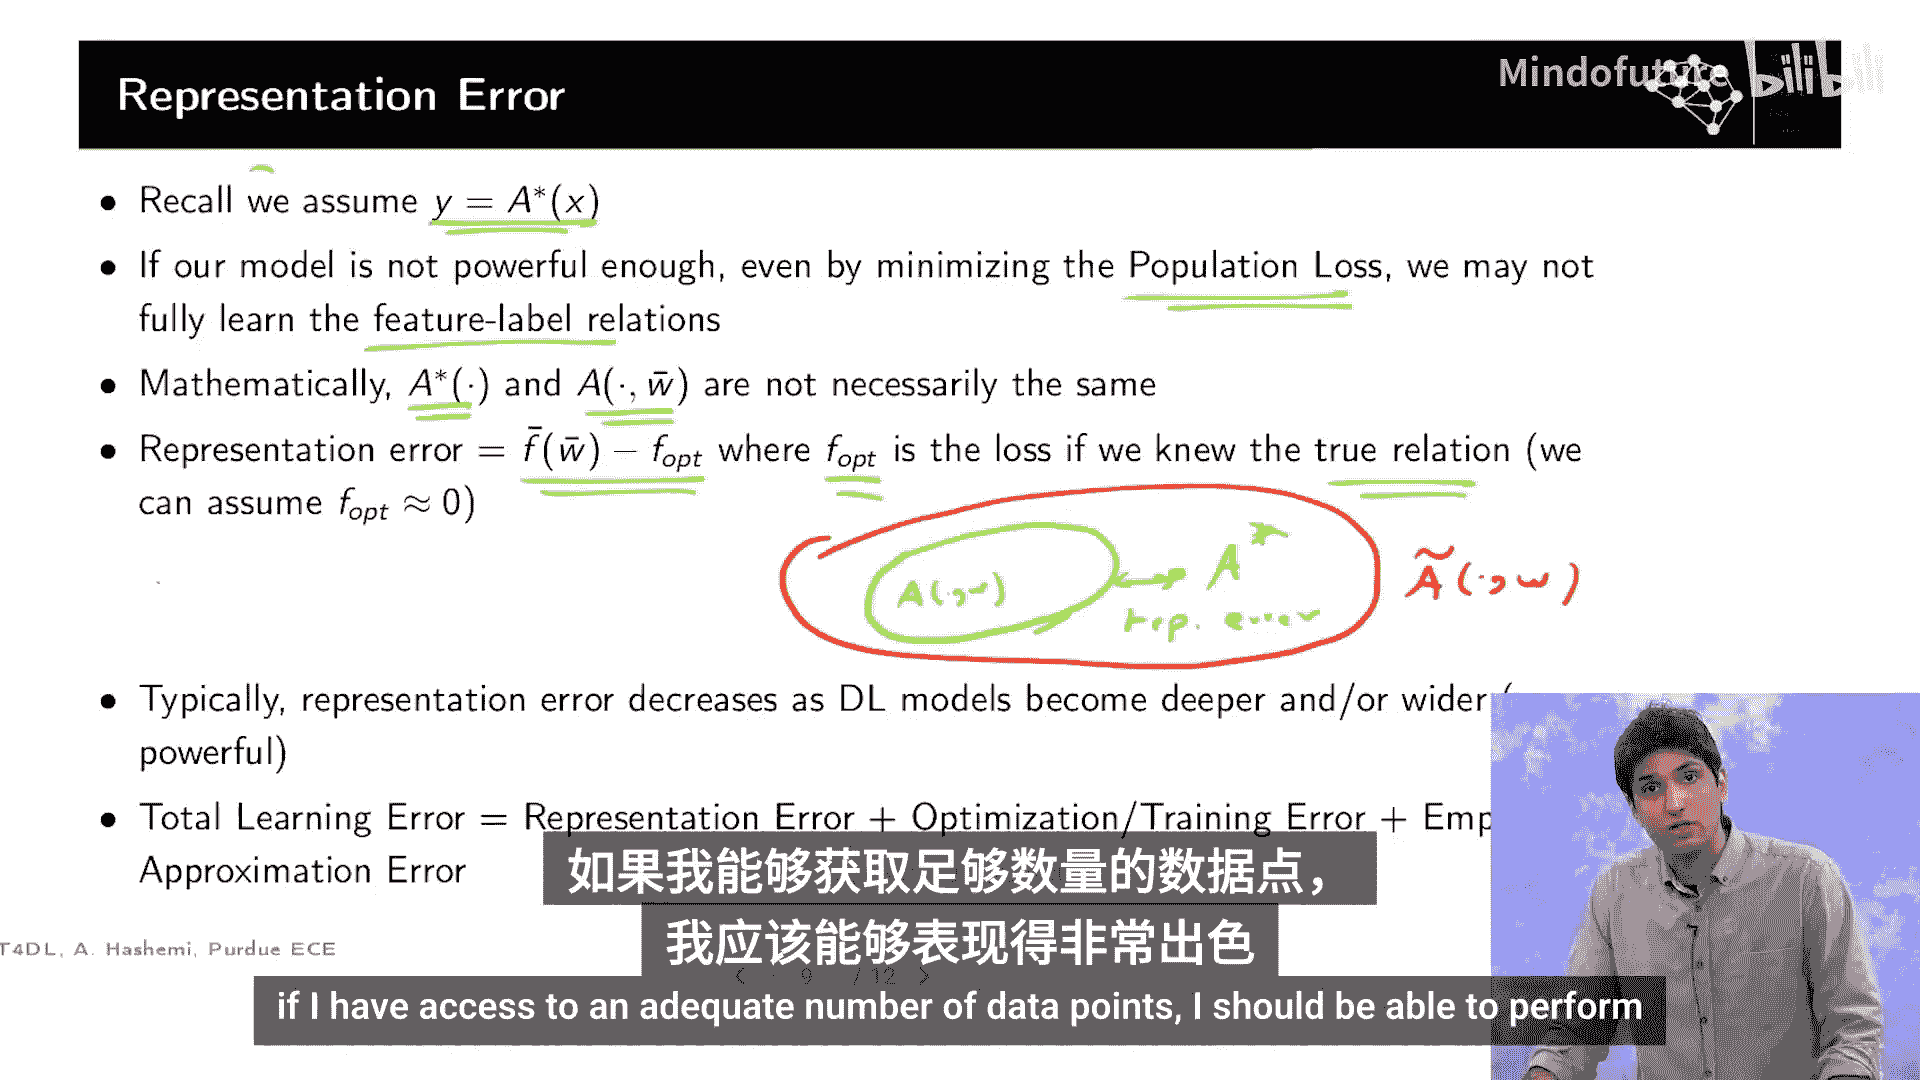 Representation Error
Mindofuture
bilibili
Recall we assume y = A*(x)
If our model is not powerful enough, even by minimizing the Population Loss, we may not
fully learn the feature-label relations
Mathematically, A*(·) and A(·, w̄) are not necessarily the same
Representation error = f̄(w̄) − f_opt where f_opt is the loss if we knew the true relation (we
can assume f_opt ≈ 0)
A(·,w)
A*
rep. error
Ã(·,w)
Typically, representation error decreases as DL models become deeper and/or wider (
powerful)
Total Learning Error = Representation Error + Optimization/Training Error + Emp
Approximation Error
如果我能够获取足够数量的数据点，
我应该能够表现得非常出色
T4DL, A. Hashemi, Purdue ECE
9 / 12
if I have access to an adequate number of data points, I should be able to perform